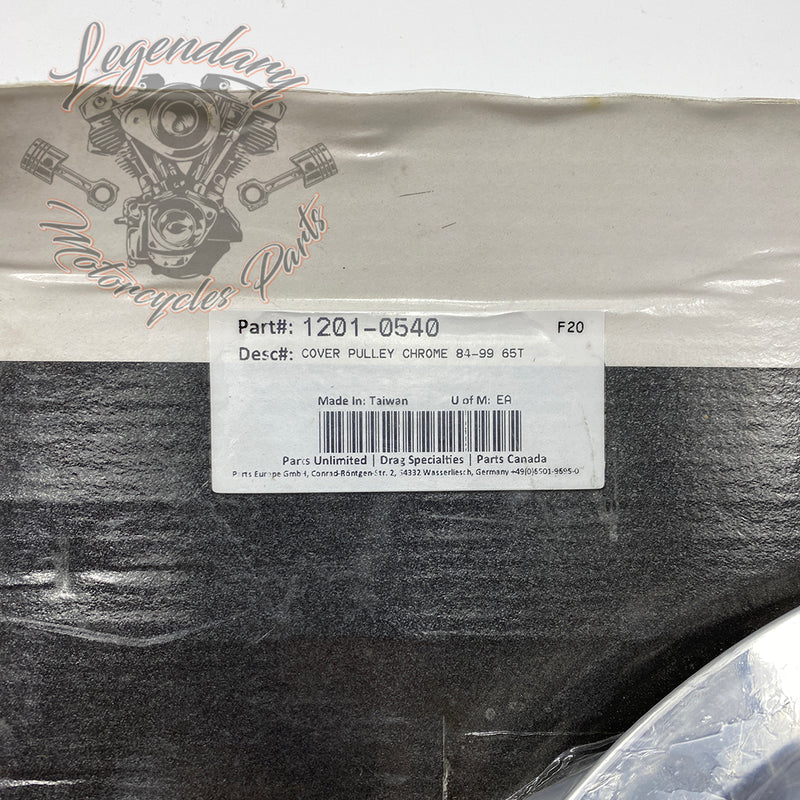 Legendary
Motorcycles Parts
Part#: 1201-0540 F20
Desc#: COVER PULLEY CHROME 84-99 65T
Made In: Taiwan U of M: EA
Parts Unlimited | Drag Specialties | Parts Canada
Parts Europe GmbH, Conrad-Röntgen-Str. 2, 54332 Wasserliesch, Germany +49(0)6501-9695-0